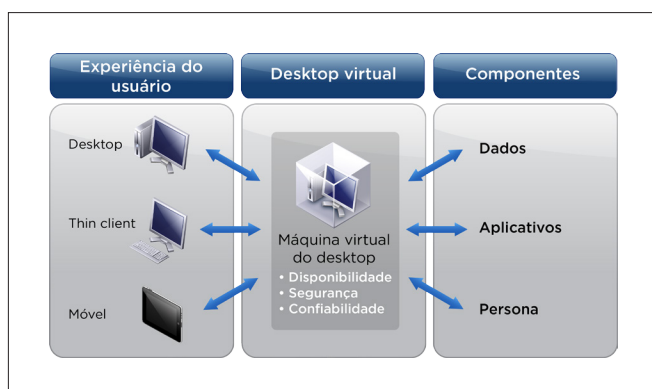 Experiência do
usuário
Desktop virtual
Componentes
Desktop
Thin client
Móvel
Máquina virtual
do desktop
• Disponibilidade
• Segurança
• Confiabilidade
Dados
Aplicativos
Persona